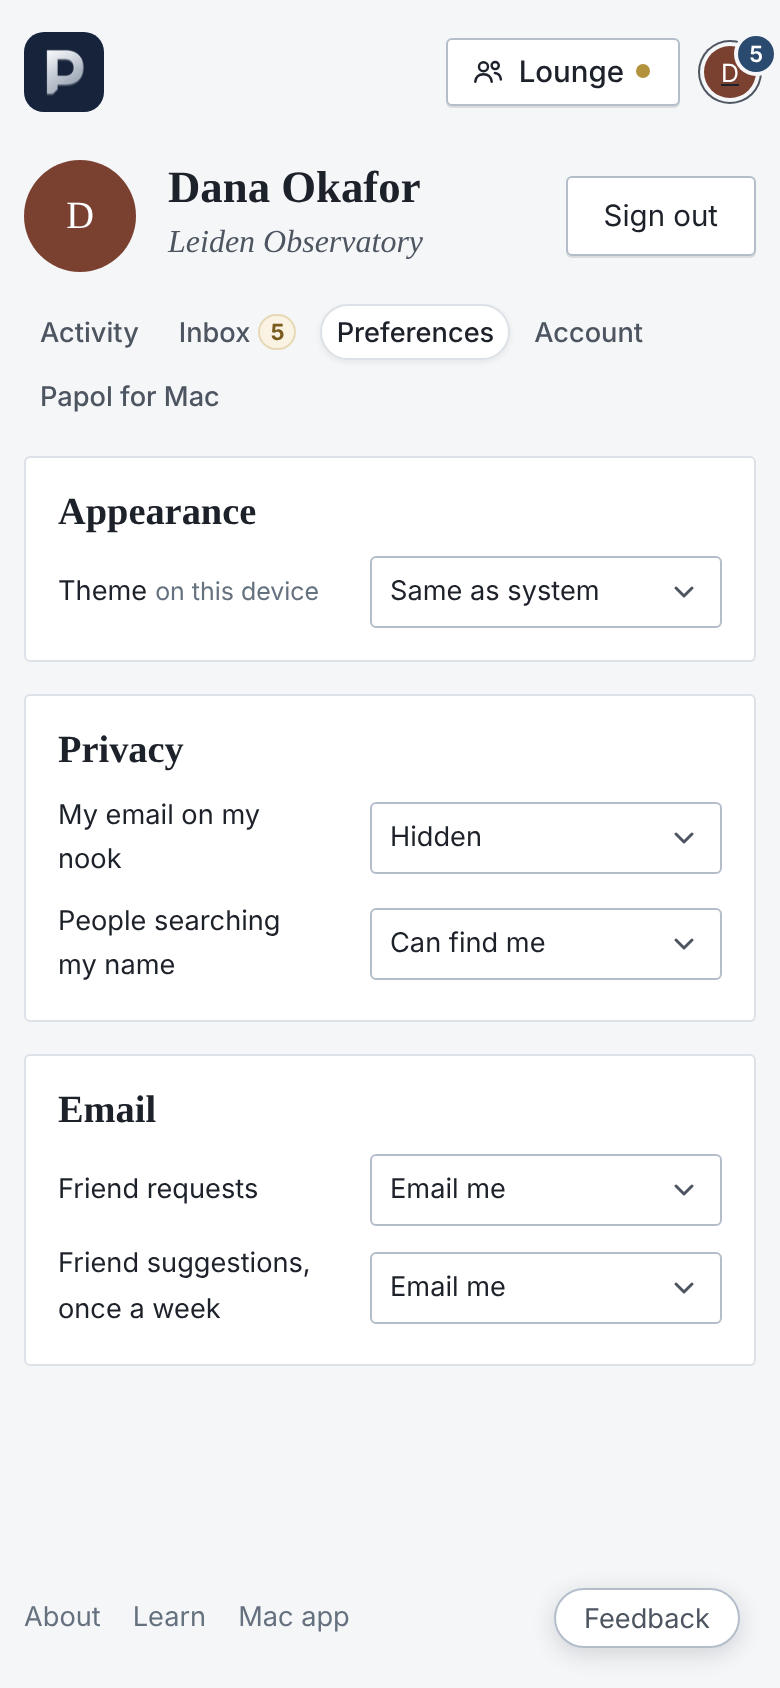 P
Lounge
D
5
D
Dana Okafor
Leiden Observatory
Sign out
Activity
Inbox 5
Preferences
Account
Papol for Mac
Appearance
Theme on this device
Same as system
Privacy
My email on my
nook
Hidden
People searching
my name
Can find me
Email
Friend requests
Email me
Friend suggestions,
once a week
Email me
About
Learn
Mac app
Feedback